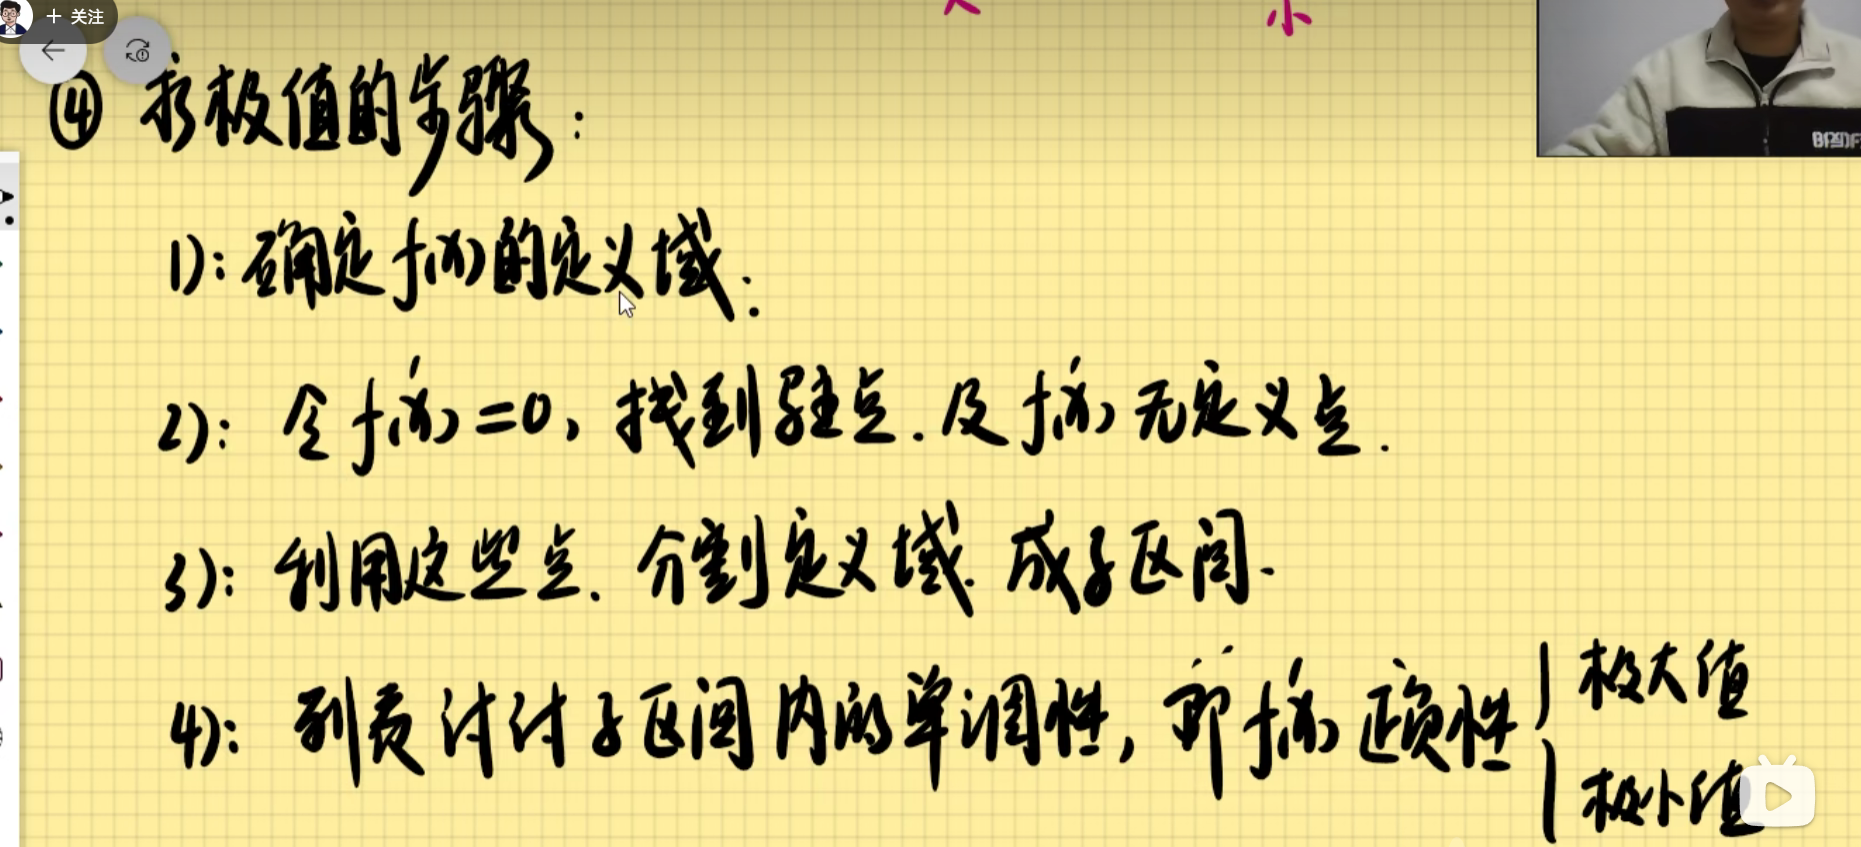 + 关注
小
④ 求极值的步骤:
1): 确定f(x)的定义域.
2): 令f'(x)=0, 找到驻点. 及f'(x)无定义点.
3): 利用这些点. 分割定义域. 成子区间.
4): 列表讨讨子区间内的单调性, 即f'(x)正负性 { 极大值
极小值